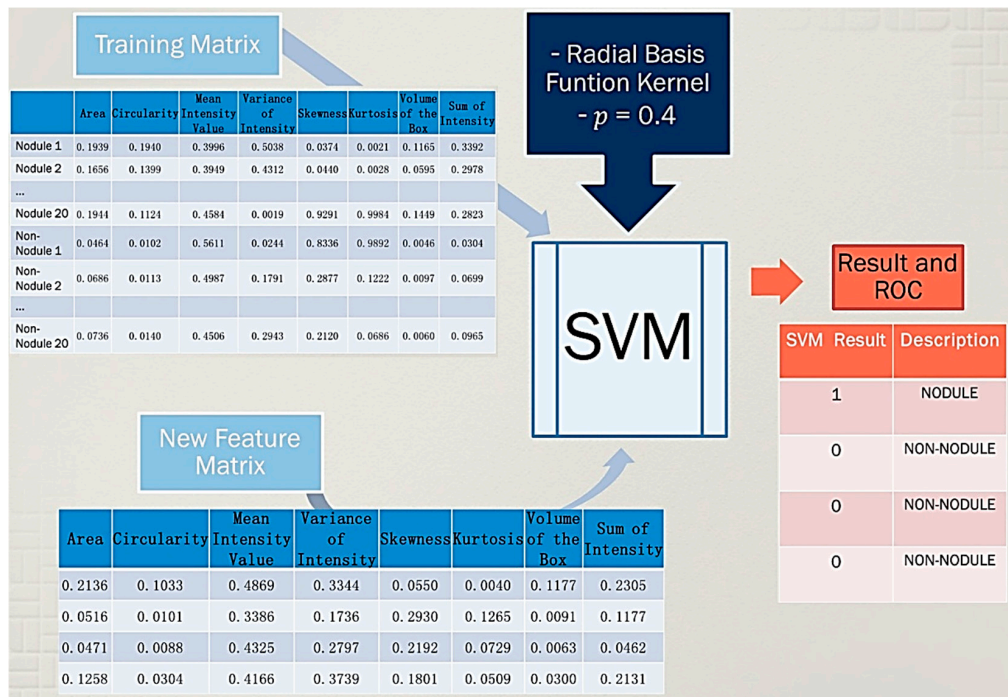 Training Matrix
- Radial Basis
Funtion Kernel
- p = 0.4
Area Circularity Mean Intensity Value Variance of Intensity Skewness Kurtosis Volume of the Box Sum of Intensity
Nodule 1 0.1939 0.1940 0.3996 0.5038 0.0374 0.0021 0.1165 0.3392
Nodule 2 0.1656 0.1399 0.3949 0.4312 0.0440 0.0028 0.0595 0.2978
...
Nodule 20 0.1944 0.1124 0.4584 0.0019 0.9291 0.9984 0.1449 0.2823
Non-Nodule 1 0.0464 0.0102 0.5611 0.0244 0.8336 0.9892 0.0046 0.0304
Non-Nodule 2 0.0686 0.0113 0.4987 0.1791 0.2877 0.1222 0.0097 0.0699
...
Non-Nodule 20 0.0736 0.0140 0.4506 0.2943 0.2120 0.0686 0.0060 0.0965
SVM
Result and
ROC
SVM Result Description
1 NODULE
0 NON-NODULE
0 NON-NODULE
0 NON-NODULE
New Feature
Matrix
Area Circularity Mean Intensity Value Variance of Intensity Skewness Kurtosis Volume of the Box Sum of Intensity
0.2136 0.1033 0.4869 0.3344 0.0550 0.0040 0.1177 0.2305
0.0516 0.0101 0.3386 0.1736 0.2930 0.1265 0.0091 0.1177
0.0471 0.0088 0.4325 0.2797 0.2192 0.0729 0.0063 0.0462
0.1258 0.0304 0.4166 0.3739 0.1801 0.0509 0.0300 0.2131